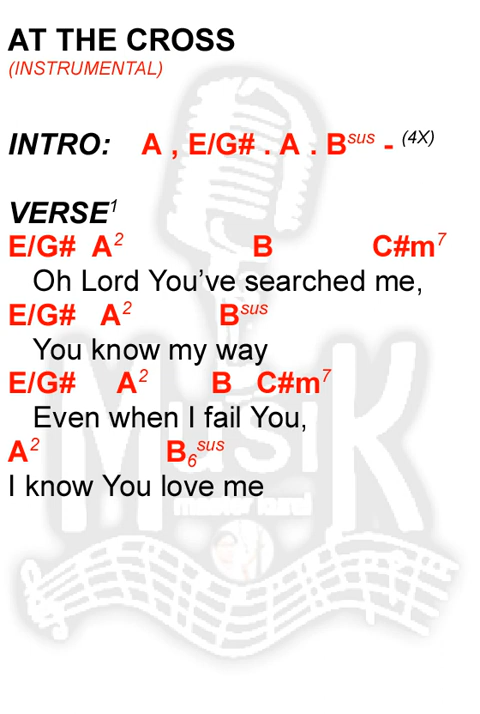 AT THE CROSS
(INSTRUMENTAL)
INTRO: A , E/G# . A . Bsus - (4X)
VERSE1
E/G# A2 B C#m7
Oh Lord You’ve searched me,
E/G# A2 Bsus
You know my way
E/G# A2 B C#m7
Even when I fail You,
A2 B6sus
I know You love me
MusiK